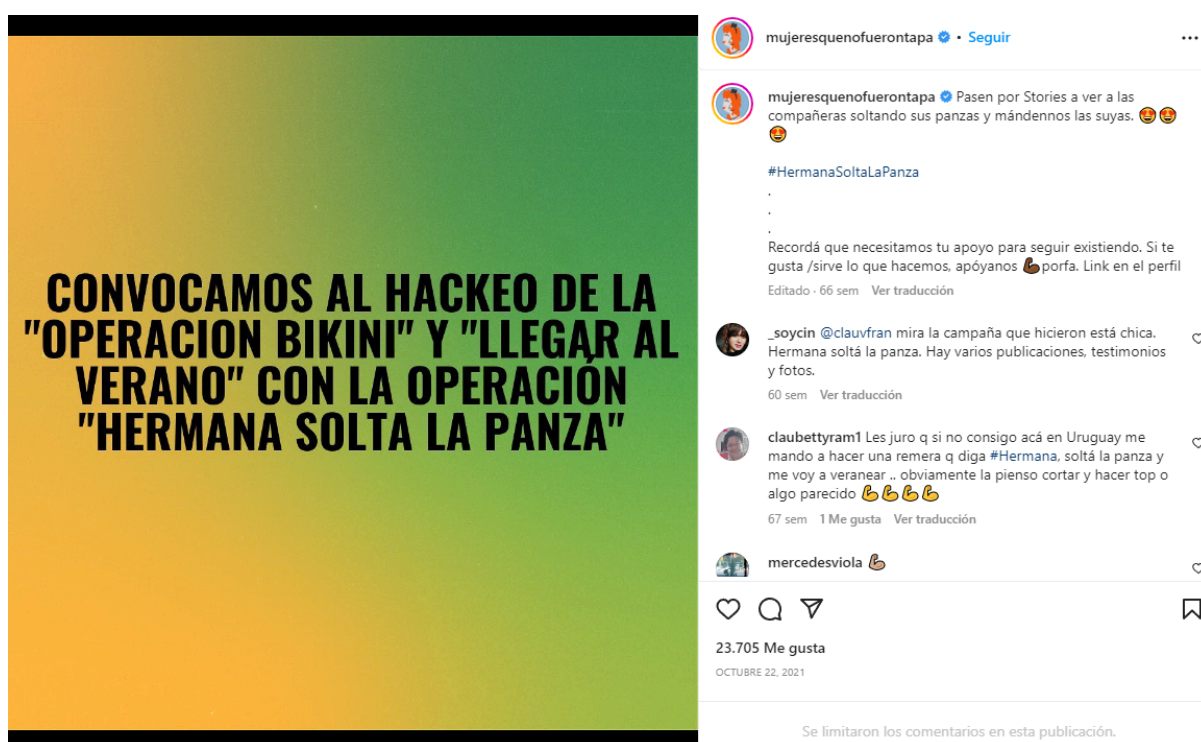 CONVOCAMOS AL HACKEO DE LA
"OPERACION BIKINI" Y "LLEGAR AL
VERANO" CON LA OPERACIÓN
"HERMANA SOLTA LA PANZA"
mujeresquenofuerontapa • Seguir
mujeresquenofuerontapa Pasen por Stories a ver a las
compañeras soltando sus panzas y mándennos las suyas. 😍😍
😍
#HermanaSoltaLaPanza
.
.
.
Recordá que necesitamos tu apoyo para seguir existiendo. Si te
gusta /sirve lo que hacemos, apóyanos 💪🏿porfa. Link en el perfil
Editado · 66 sem Ver traducción
_soycin @clauvfran mira la campaña que hicieron está chica.
Hermana soltá la panza. Hay varios publicaciones, testimonios
y fotos.
60 sem Ver traducción
claubettyram1 Les juro q si no consigo acá en Uruguay me
mando a hacer una remera q diga #Hermana, soltá la panza y
me voy a veranear .. obviamente la pienso cortar y hacer top o
algo parecido 💪💪💪💪
67 sem 1 Me gusta Ver traducción
mercedesviola 💪🏼
23.705 Me gusta
OCTUBRE 22, 2021
Se limitaron los comentarios en esta publicación.